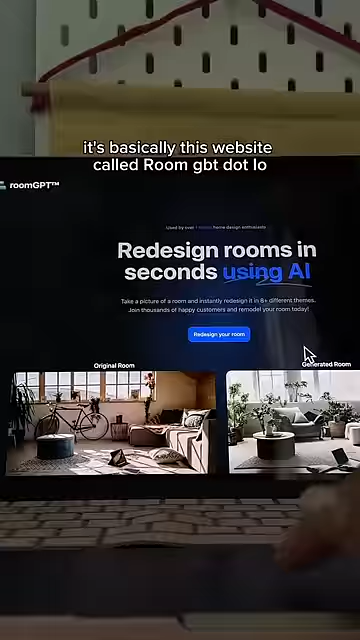 it's basically this website
called Room gbt dot Io
roomGPT™
Used by over 1 million home design enthusiasts
Redesign rooms in
seconds using AI
Take a picture of a room and instantly redesign it in 8+ different themes.
Join thousands of happy customers and remodel your room today!
Redesign your room
Original Room
Generated Room